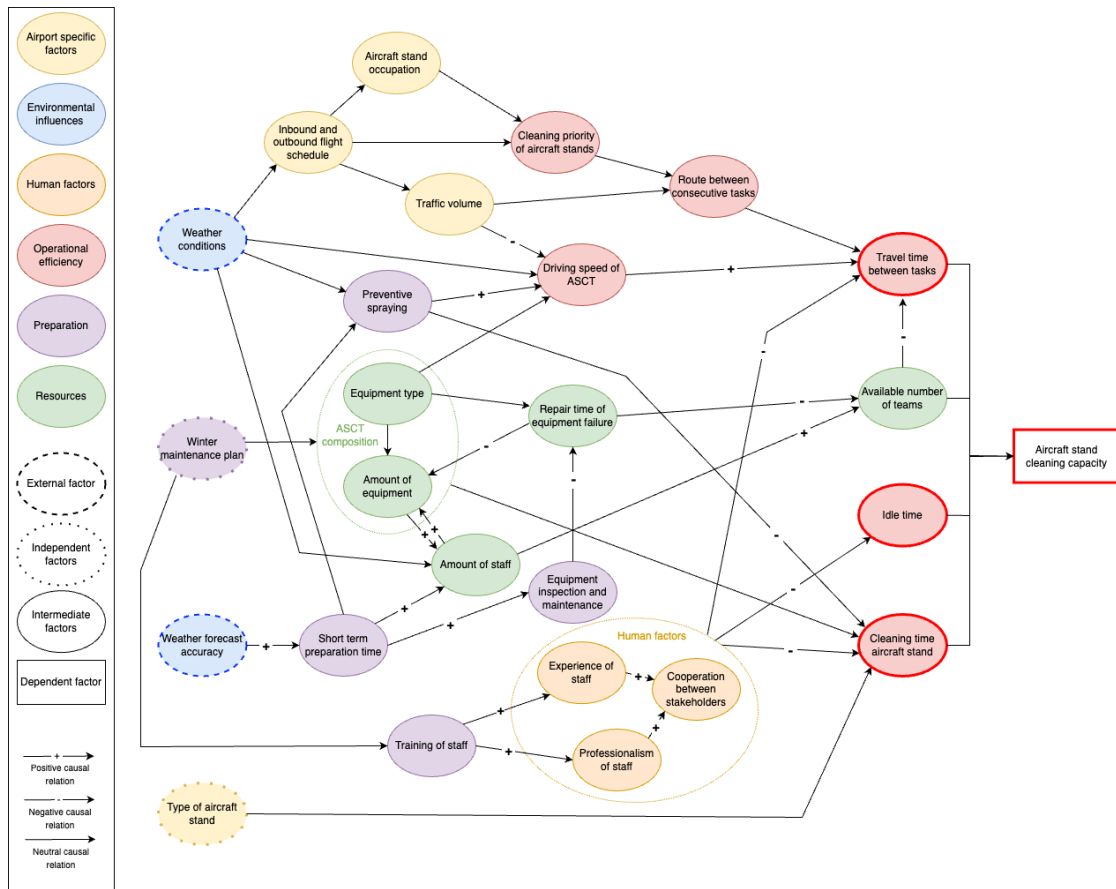 Airport specific
factors
Environmental
influences
Human factors
Operational
efficiency
Preparation
Resources
External factor
Independent
factors
Intermediate
factors
Dependent factor
+
Positive causal
relation
-
Negative causal
relation
Neutral causal
relation
Aircraft stand
occupation
Inbound and
outbound flight
schedule
Cleaning priority
of aircraft stands
Route between
consecutive tasks
Traffic volume
Weather
conditions
-
Driving speed of
ASCT
+
Travel time
between tasks
Preventive
spraying
+
-
-
Equipment type
ASCT
composition
Repair time of
equipment failure
-
Available number
of teams
Winter
maintenance plan
-
+
Aircraft stand
cleaning capacity
Amount of
equipment
-
+
+
Idle time
-
Amount of staff
Equipment
inspection and
maintenance
-
+
+
Weather forecast
accuracy
+
Short term
preparation time
Human factors
-
Cleaning time
aircraft stand
Experience of
staff
+
Cooperation
between
stakeholders
+
Training of staff
+
+
Professionalism
of staff
Type of aircraft
stand